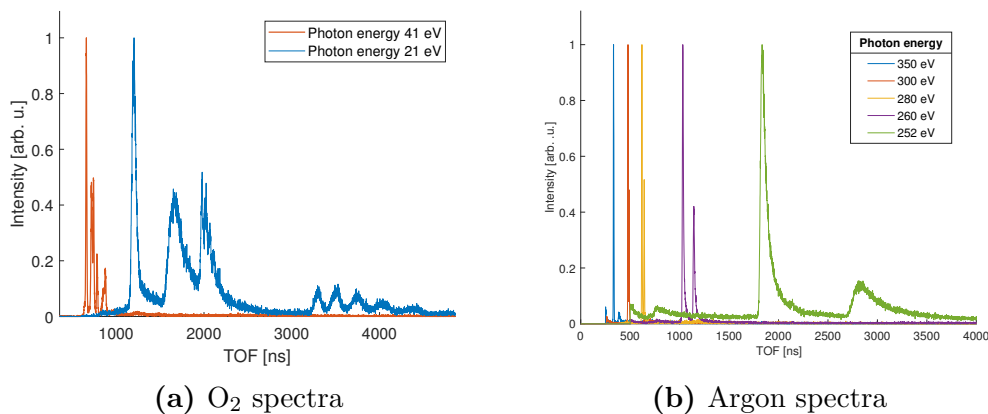 Photon energy 41 eV
Photon energy 21 eV
Intensity [arb. u.]
1
0.8
0.6
0.4
0.2
0
1000
2000
3000
4000
TOF [ns]
(a) O₂ spectra
Photon energy
350 eV
300 eV
280 eV
260 eV
252 eV
Intensity [arb. .u.]
1
0.8
0.6
0.4
0.2
0
0
500
1000
1500
2000
2500
3000
3500
4000
TOF [ns]
(b) Argon spectra